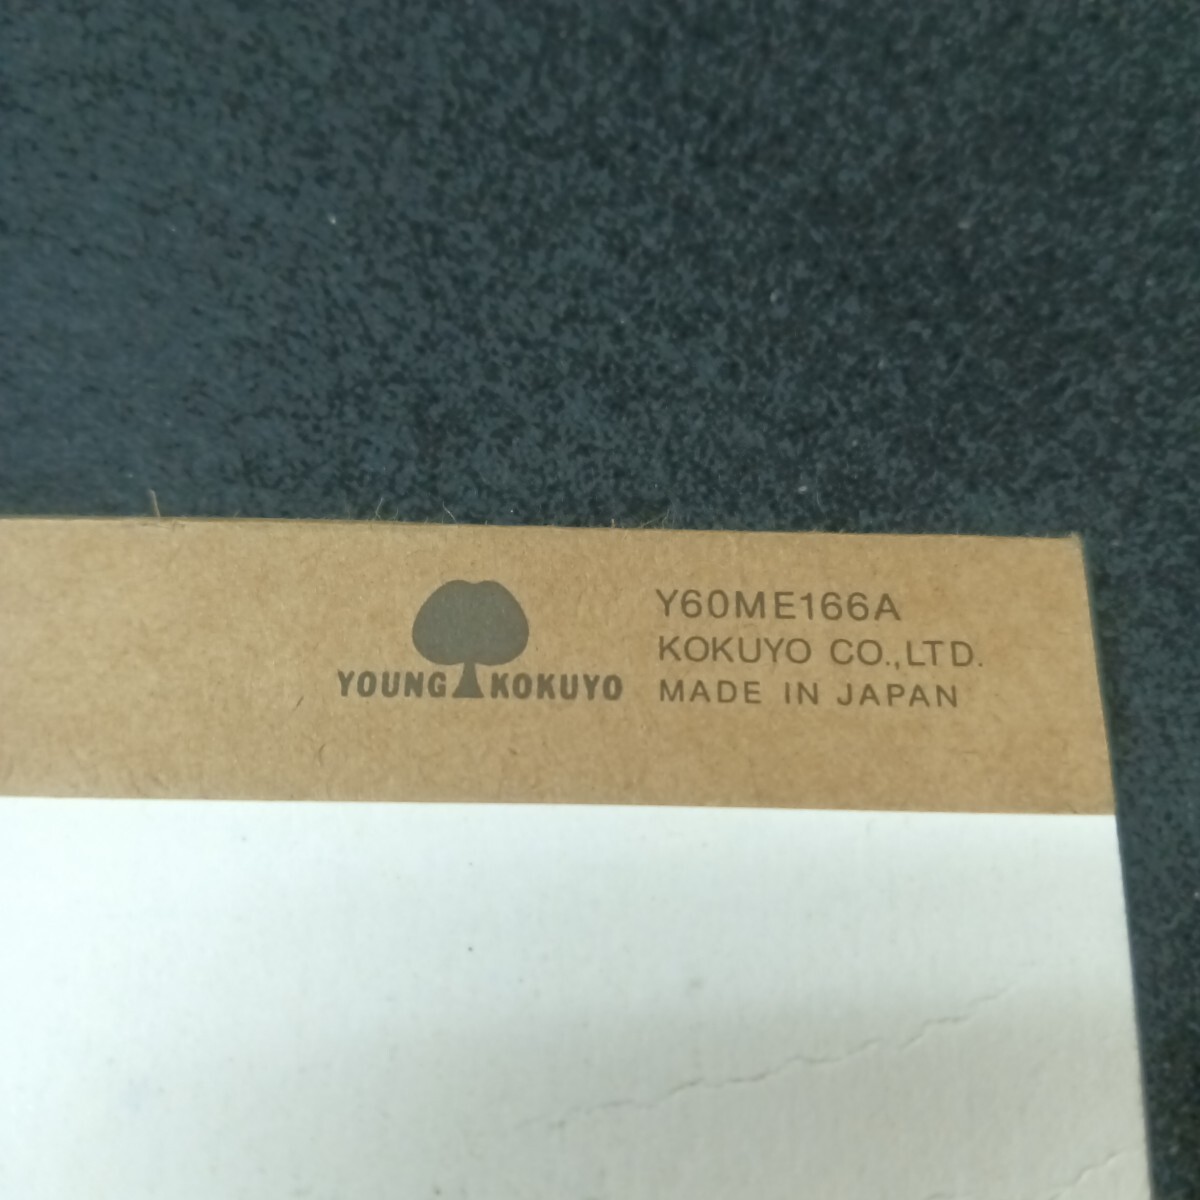 YOUNG KOKUYO
Y60ME166A
KOKUYO CO.,LTD.
MADE IN JAPAN